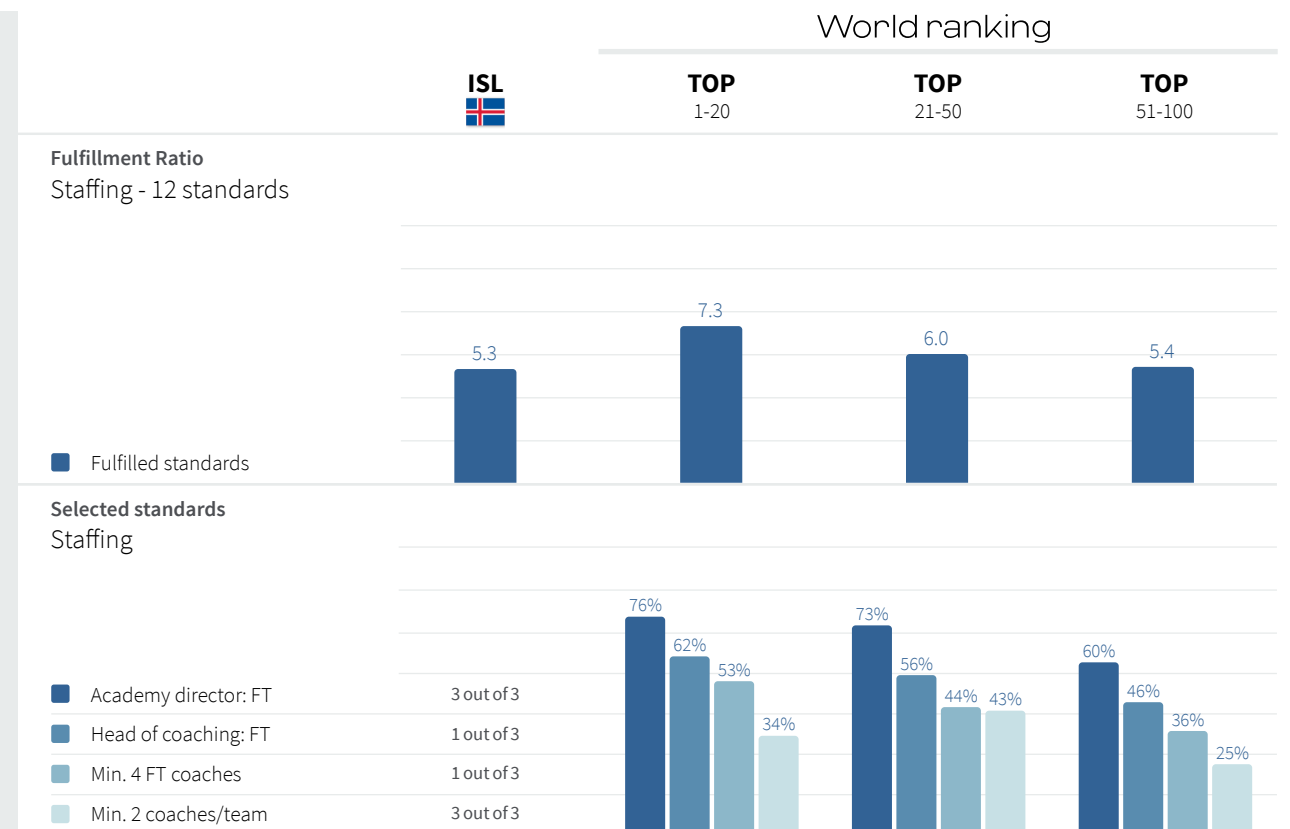 World ranking
ISL TOP TOP TOP
1-20 21-50 51-100
Fulfillment Ratio
Staffing - 12 standards
7.3
6.0
5.3 5.4
Fulfilled standards
Selected standards
Staffing
76% 73%
62% 60%
53% 56%
44% 43% 46%
34% 36%
25%
Academy director: FT 3 out of 3
Head of coaching: FT 1 out of 3
Min. 4 FT coaches 1 out of 3
Min. 2 coaches/team 3 out of 3